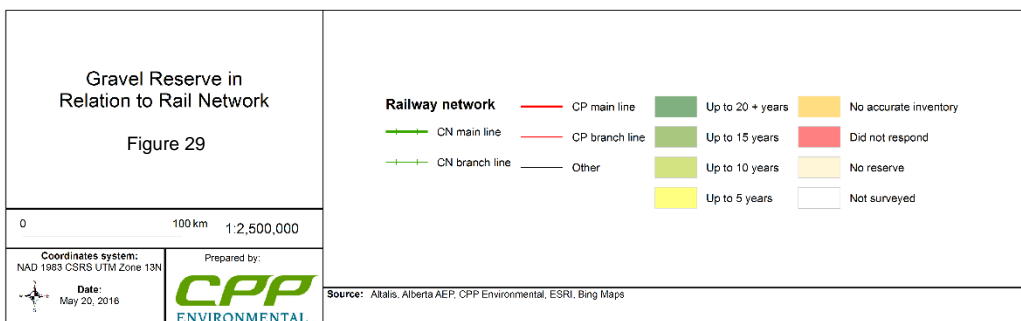 Gravel Reserve in
Relation to Rail Network
Figure 29
0 100 km 1:2,500,000
Coordinates system:
NAD 1983 CSRS UTM Zone 13N
Date:
May 20, 2016
Prepared by:
CPP
ENVIRONMENTAL
Railway network
CN main line
CN branch line
CP main line
CP branch line
Other
Up to 20 + years
Up to 15 years
Up to 10 years
Up to 5 years
No accurate inventory
Did not respond
No reserve
Not surveyed
Source: Altalis, Alberta AEP, CPP Environmental, ESRI, Bing Maps